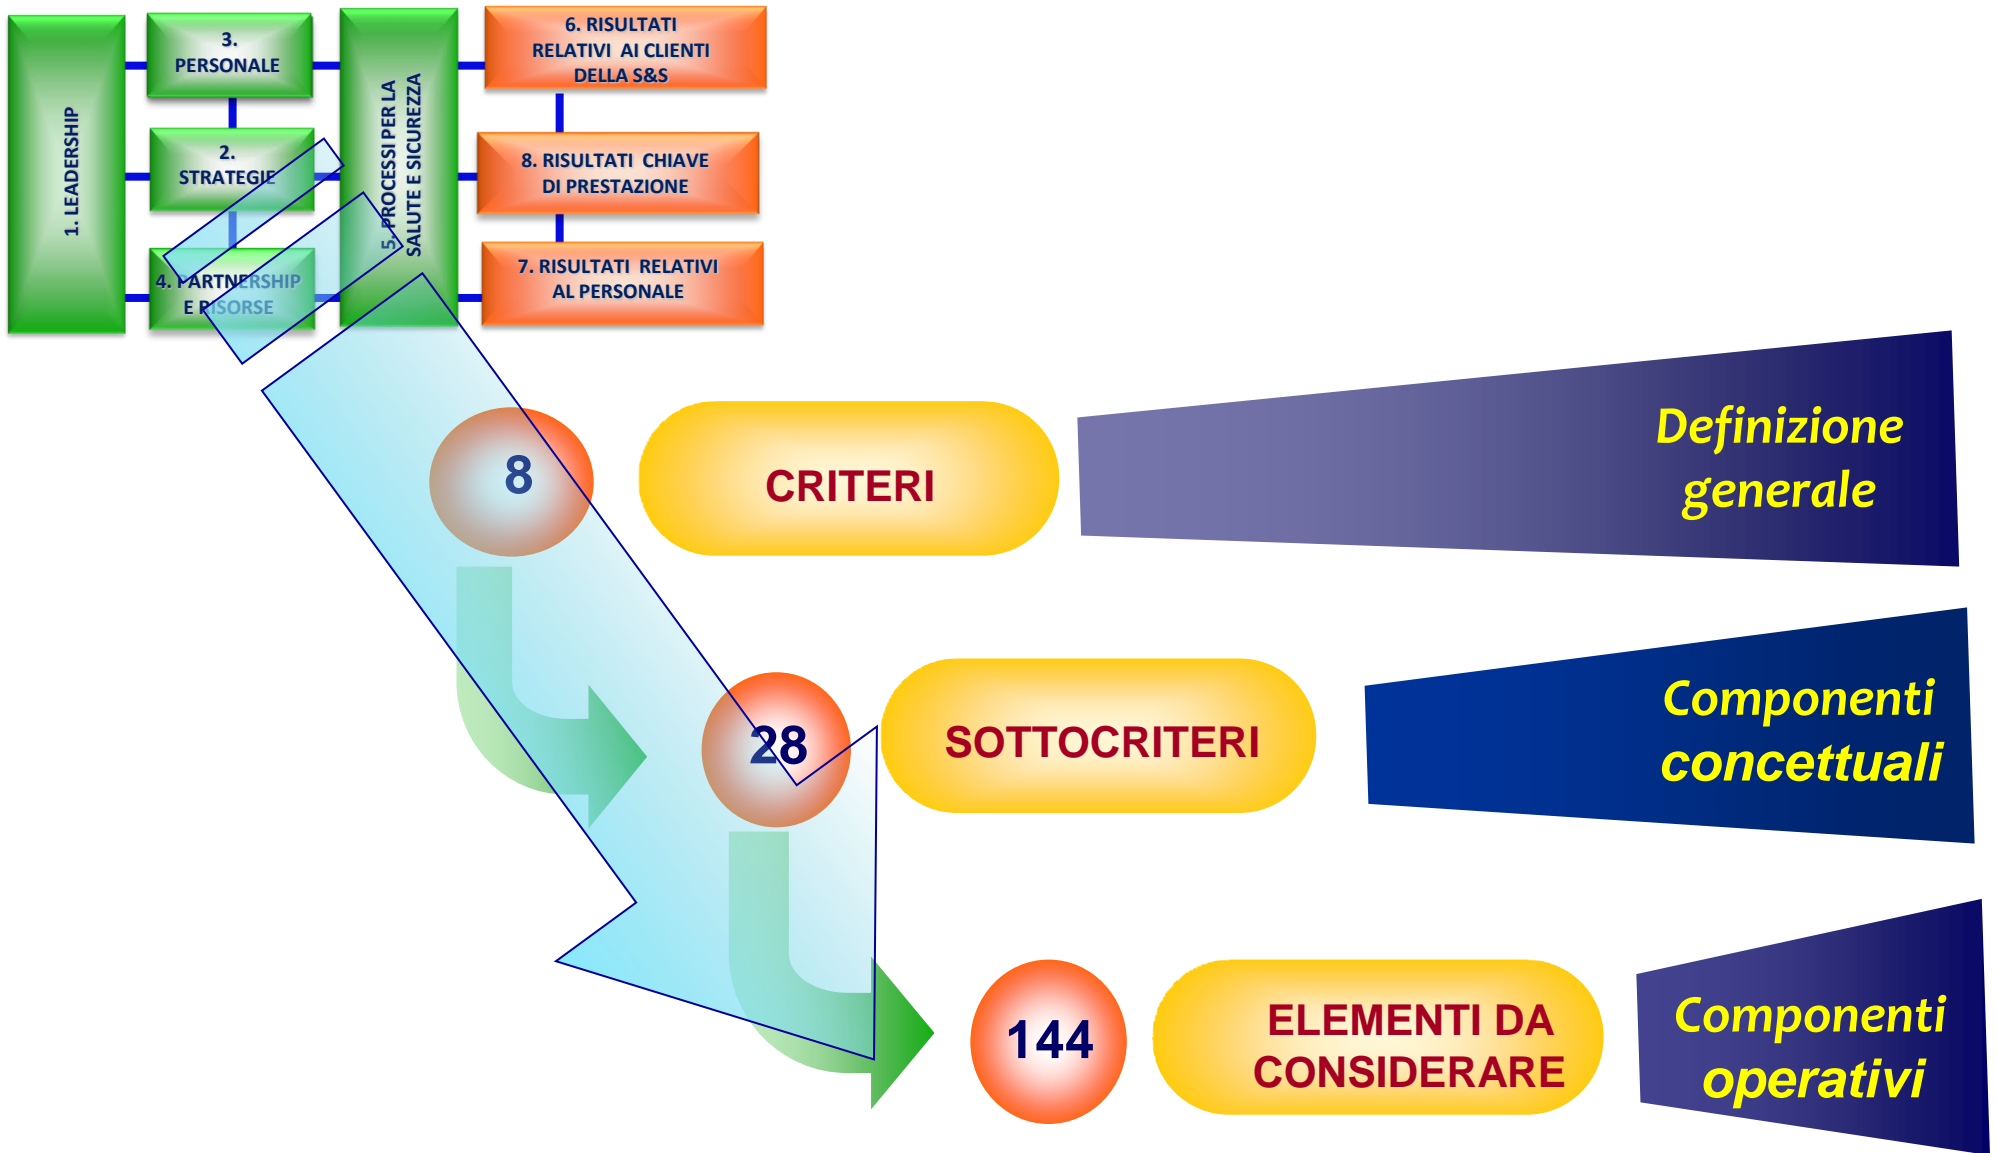 1. LEADERSHIP
3.
PERSONALE
2.
STRATEGIE
4. PARTNERSHIP
E RISORSE
5. PROCESSI PER LA
SALUTE E SICUREZZA
6. RISULTATI
RELATIVI AI CLIENTI
DELLA S&S
8. RISULTATI CHIAVE
DI PRESTAZIONE
7. RISULTATI RELATIVI
AL PERSONALE
8
CRITERI
Definizione
generale
28
SOTTOCRITERI
Componenti
concettuali
144
ELEMENTI DA
CONSIDERARE
Componenti
operativi